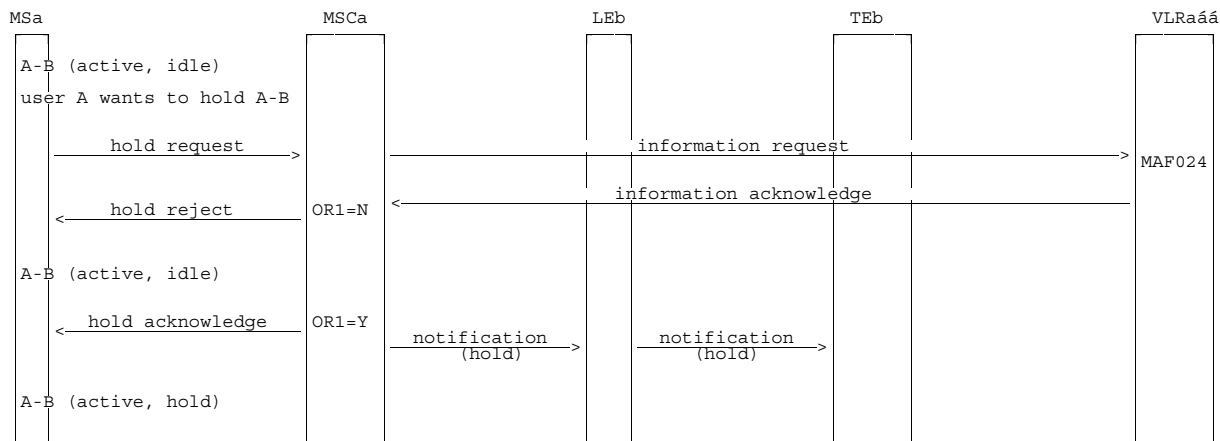 MSa MSCa LEb TEb VLRaáá
A-B (active, idle)
user A wants to hold A-B
hold request information request
MAF024
information acknowledge
hold reject OR1=N
A-B (active, idle)
hold acknowledge OR1=Y
notification notification
(hold) (hold)
A-B (active, hold)